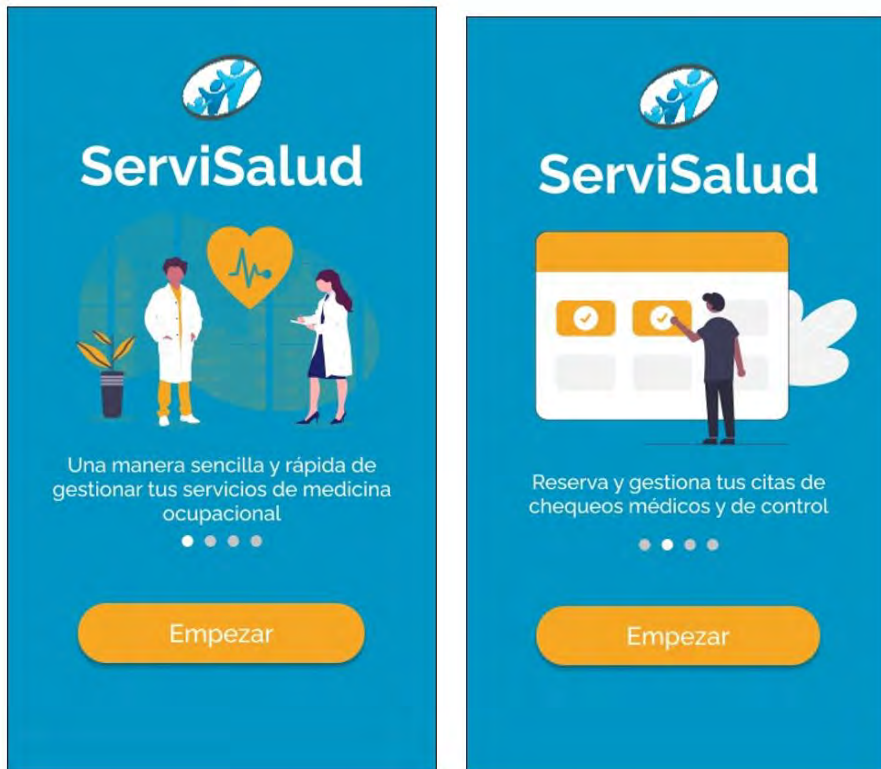 ServiSalud
Una manera sencilla y rápida de
gestionar tus servicios de medicina
ocupacional
Empezar
ServiSalud
Reserva y gestiona tus citas de
chequeos médicos y de control
Empezar